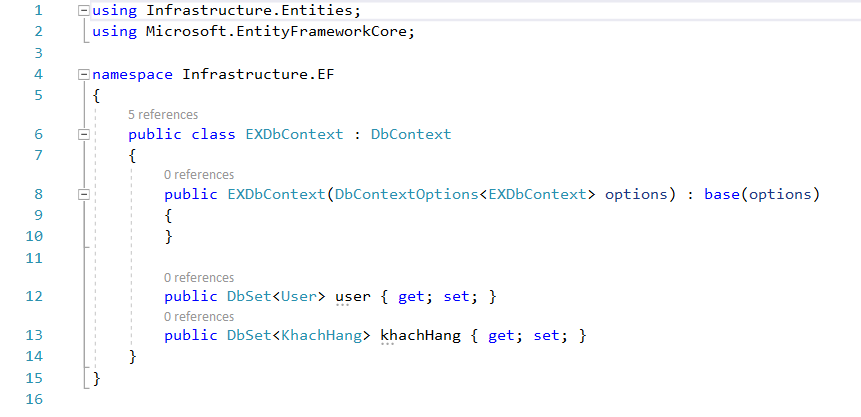 1 using Infrastructure.Entities;
2 using Microsoft.EntityFrameworkCore;
3
4 namespace Infrastructure.EF
5 {
5 references
6 public class EXDbContext : DbContext
7 {
0 references
8 public EXDbContext(DbContextOptions<EXDbContext> options) : base(options)
9 {
10 }
11
0 references
12 public DbSet<User> user { get; set; }
0 references
13 public DbSet<KhachHang> khachHang { get; set; }
14 }
15 }
16